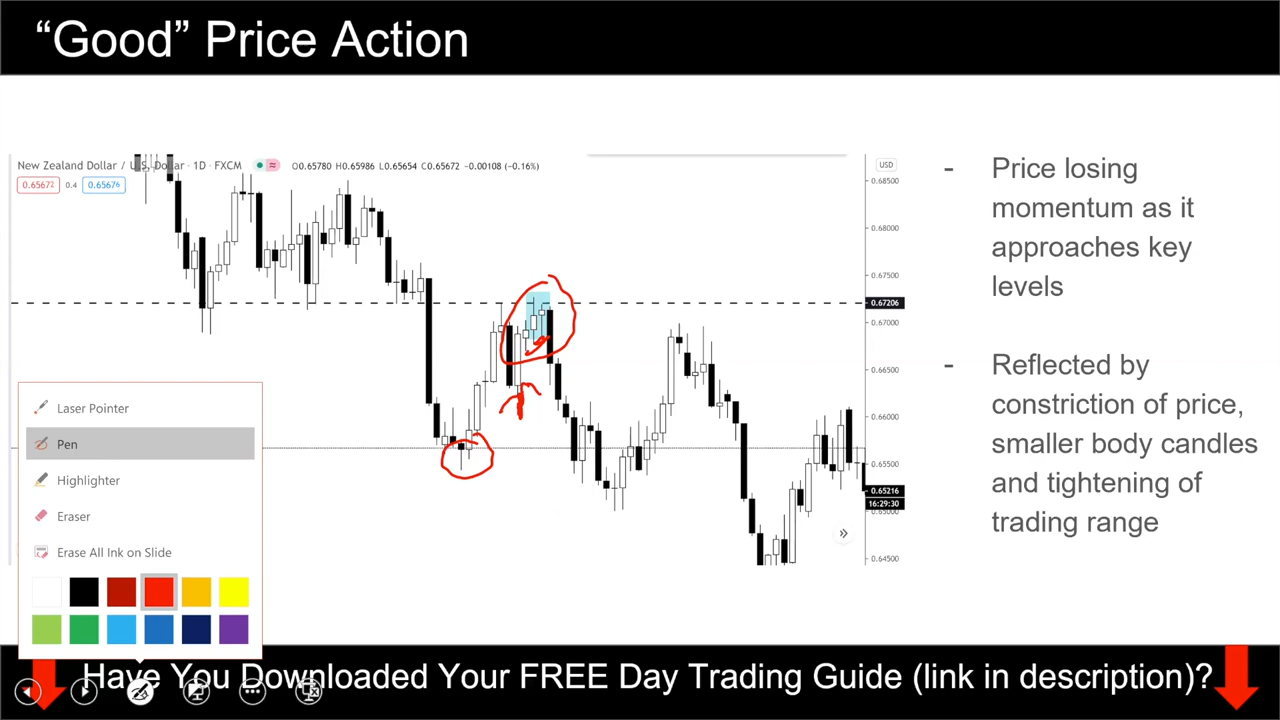 “Good” Price Action
New Zealand Dollar / U.S. Dollar · 1D · FXCM O0.65780 H0.65986 L0.65654 C0.65672 −0.00108 (−0.16%)
0.65672 0.4 0.65676
USD
0.68500
0.68000
0.67500
0.67206
0.67000
0.66500
0.66000
0.65500
0.65216
16:29:30
0.65000
0.64500
- Price losing
momentum as it
approaches key
levels
- Reflected by
constriction of price,
smaller body candles
and tightening of
trading range
Laser Pointer
Pen
Highlighter
Eraser
Erase All Ink on Slide
Have You Downloaded Your FREE Day Trading Guide (link in description)?